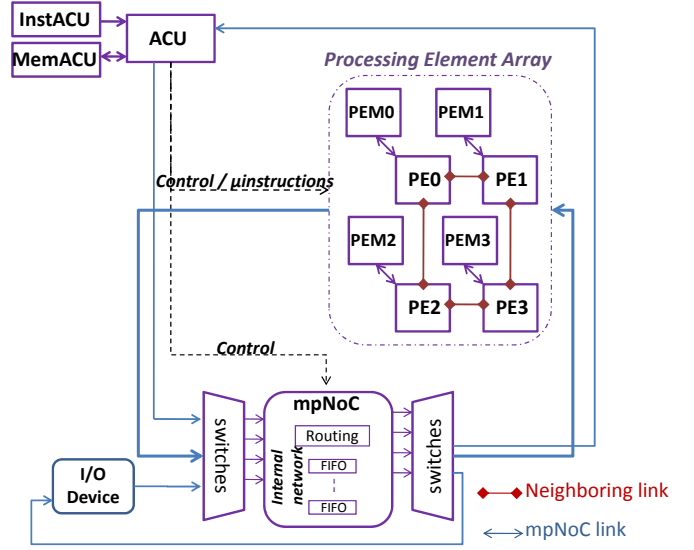 InstACU
ACU
MemACU
Processing Element Array
PEM0
PEM1
PE0
PE1
Control / µinstructions
PEM2
PEM3
PE2
PE3
Control
switches
mpNoC
Routing
Internal
network
FIFO
FIFO
switches
I/O
Device
Neighboring link
mpNoC link